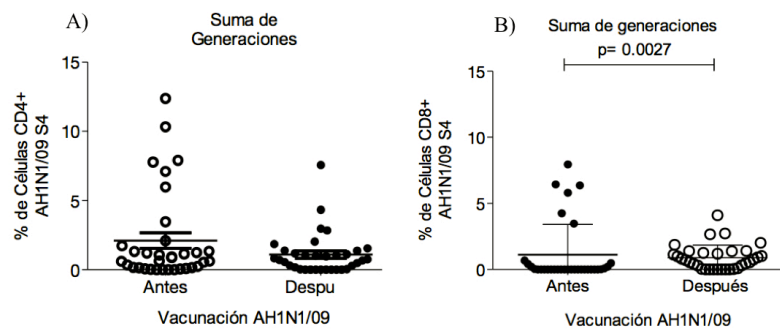 A)
Suma de
Generaciones
% de Células CD4+
AH1N1/09 S4
15
10
5
0
Antes
Despu
Vacunación AH1N1/09
B)
Suma de generaciones
p= 0.0027
% de Células CD8+
AH1N1/09 S4
15
10
5
0
Antes
Después
Vacunación AH1N1/09